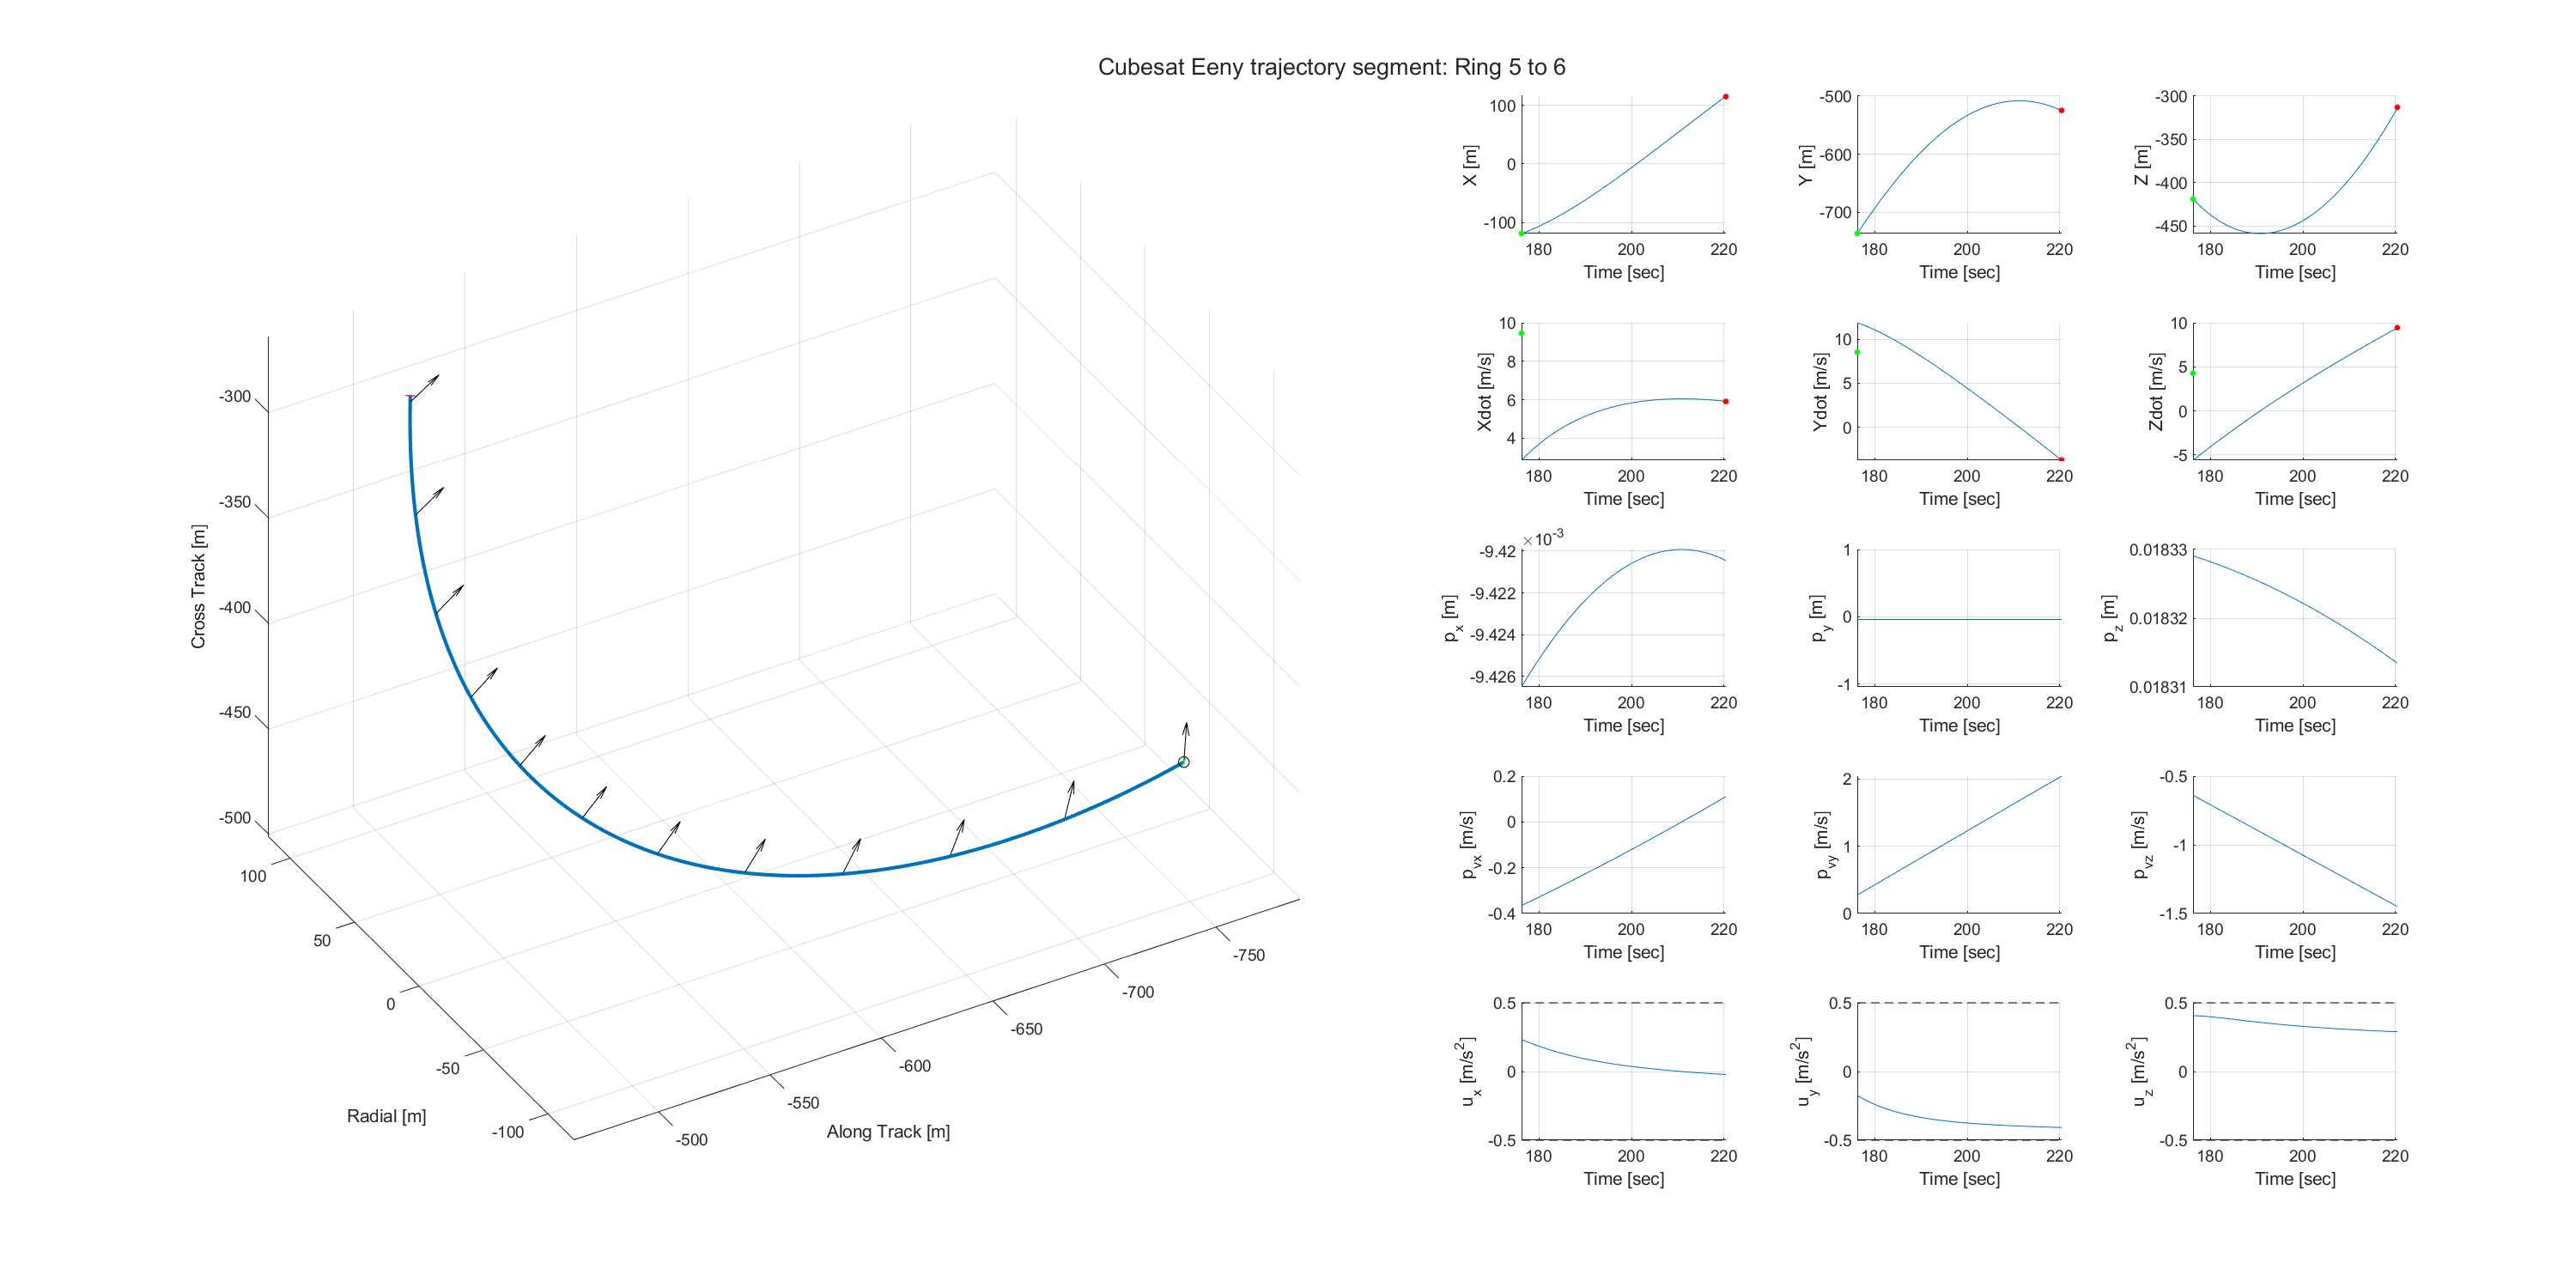 Cubesat Eeny trajectory segment: Ring 5 to 6
-300
-350
-400
-450
-500
Cross Track [m]
100
50
0
-50
-100
Radial [m]
-500
-550
-600
-650
-700
-750
Along Track [m]
100
0
-100
X [m]
180 200 220
Time [sec]
-500
-600
-700
Y [m]
180 200 220
Time [sec]
-300
-350
-400
-450
Z [m]
180 200 220
Time [sec]
10
8
6
4
Xdot [m/s]
180 200 220
Time [sec]
10
5
0
Ydot [m/s]
180 200 220
Time [sec]
10
5
0
-5
Zdot [m/s]
180 200 220
Time [sec]
×10-3
-9.42
-9.422
-9.424
-9.426
px [m]
180 200 220
Time [sec]
1
0
-1
py [m]
180 200 220
Time [sec]
0.01833
0.01832
0.01831
pz [m]
180 200 220
Time [sec]
0.2
0
-0.2
-0.4
pvx [m/s]
180 200 220
Time [sec]
2
1
0
pvy [m/s]
180 200 220
Time [sec]
-0.5
-1
-1.5
pvz [m/s]
180 200 220
Time [sec]
0.5
0
-0.5
ux [m/s2]
180 200 220
Time [sec]
0.5
0
-0.5
uy [m/s2]
180 200 220
Time [sec]
0.5
0
-0.5
uz [m/s2]
180 200 220
Time [sec]